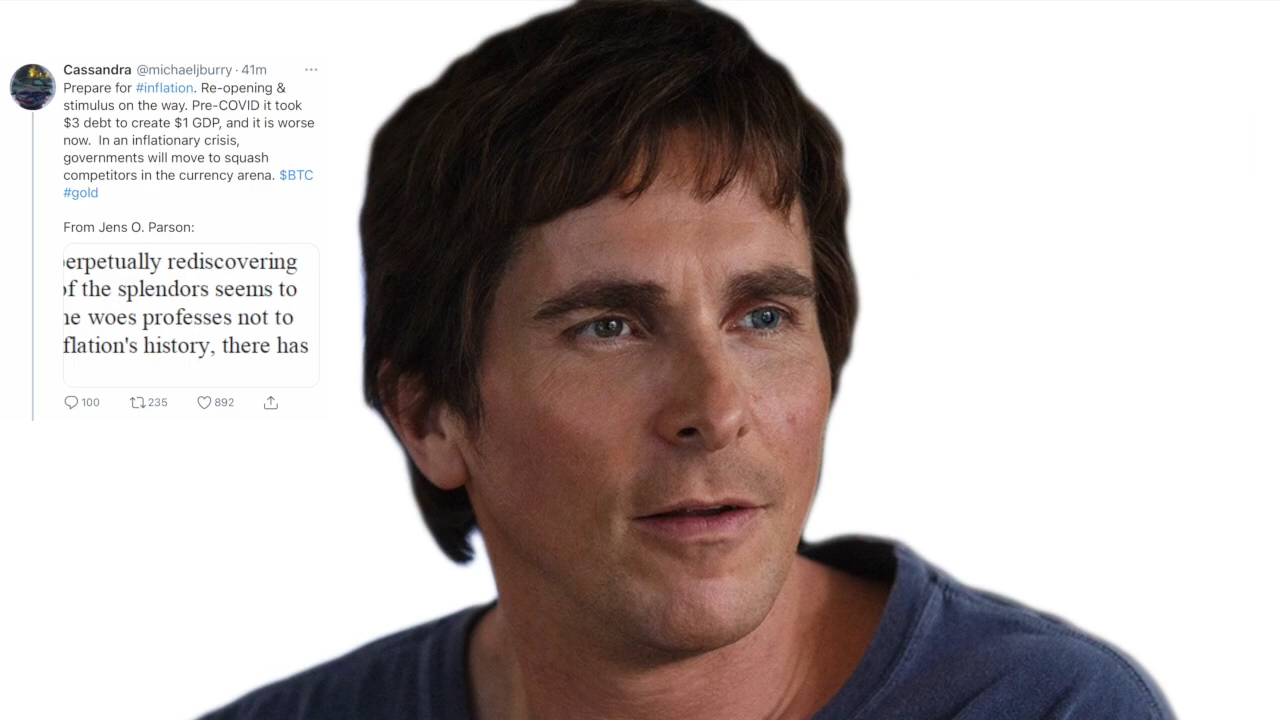 Cassandra @michaeljburry · 41m
Prepare for #inflation. Re-opening &
stimulus on the way. Pre-COVID it took
$3 debt to create $1 GDP, and it is worse
now.  In an inflationary crisis,
governments will move to squash
competitors in the currency arena. $BTC
#gold
From Jens O. Parson:
erpetually rediscovering
of the splendors seems to
ne woes professes not to
flation's history, there has
100 235 892